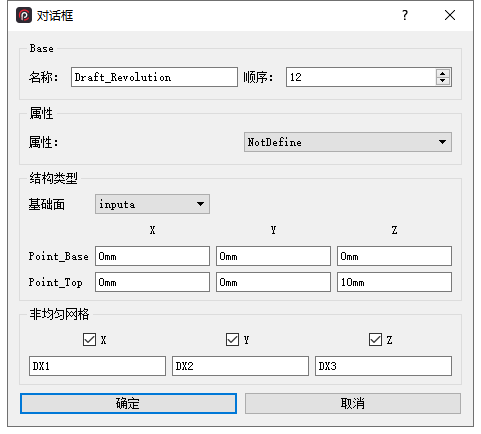 对话框 ?
Base
名称： Draft_Revolution 顺序： 12
属性
属性： NotDefine
结构类型
基础面 inputa
X Y Z
Point_Base 0mm 0mm 0mm
Point_Top 0mm 0mm 10mm
非均匀网格
X Y Z
DX1 DX2 DX3
确定 取消